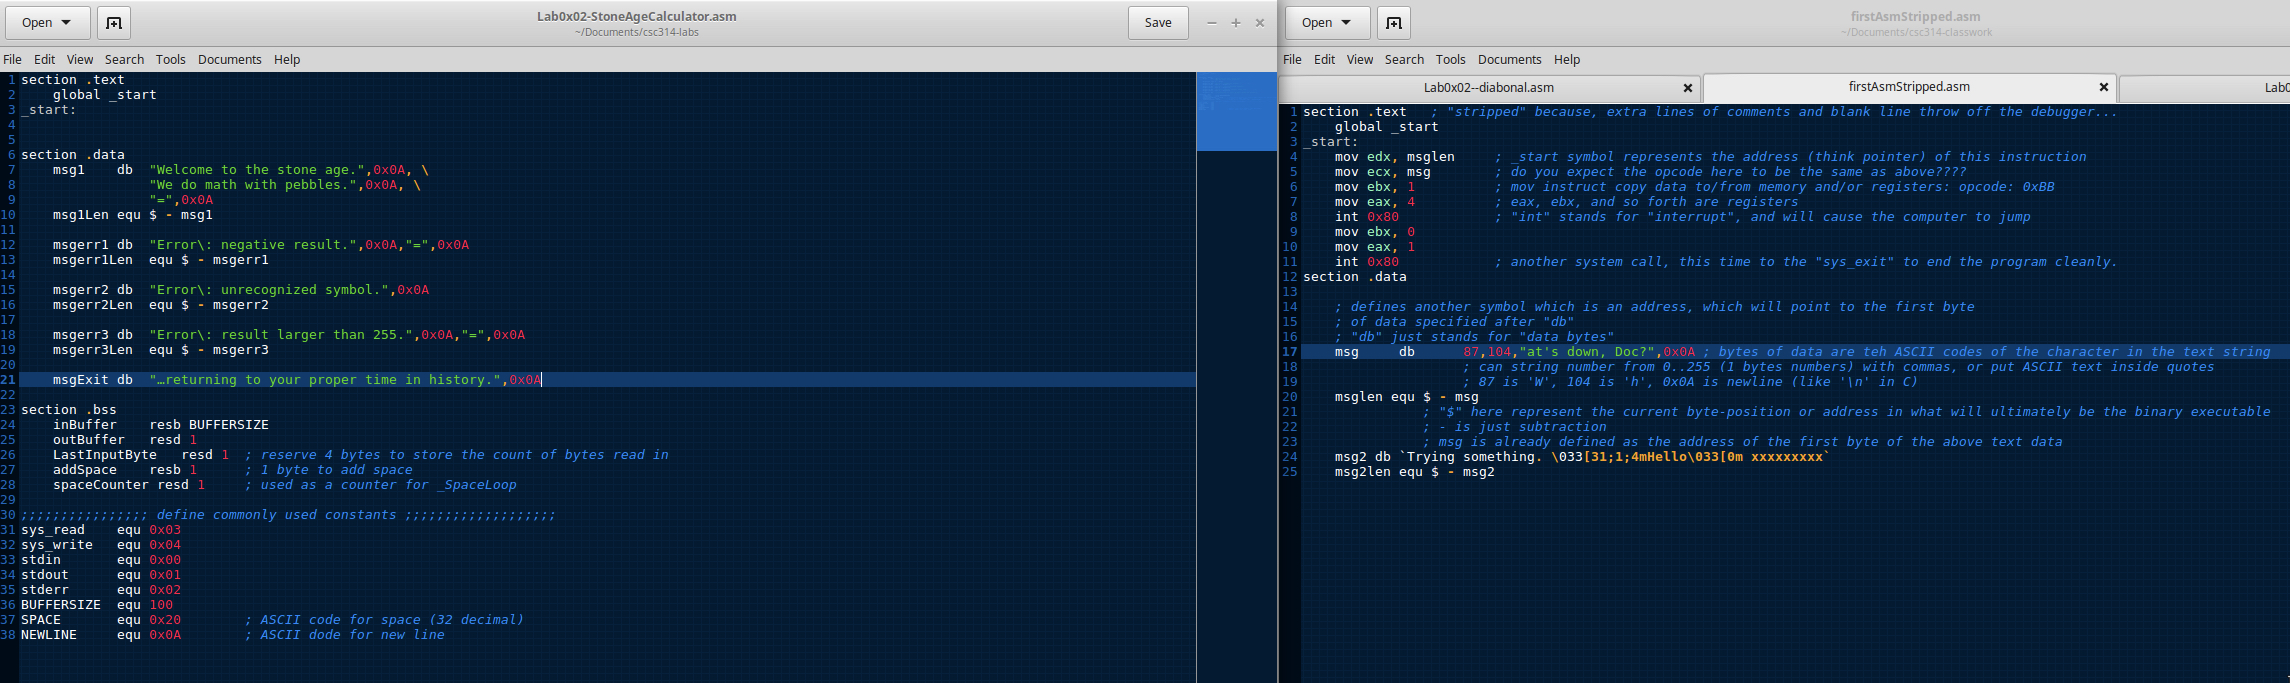 Open
Lab0x02-StoneAgeCalculator.asm
~/Documents/csc314-labs
Save
File Edit View Search Tools Documents Help
1 section .text
2     global _start
3 _start:
4
5
6 section .data
7     msg1    db  "Welcome to the stone age.",0x0A, \
8                 "We do math with pebbles.",0x0A, \
9                 "=",0x0A
10     msg1Len equ $ - msg1
11
12     msgerr1 db  "Error\: negative result.",0x0A,"=",0x0A
13     msgerr1Len  equ $ - msgerr1
14
15     msgerr2 db  "Error\: unrecognized symbol.",0x0A
16     msgerr2Len  equ $ - msgerr2
17
18     msgerr3 db  "Error\: result larger than 255.",0x0A,"=",0x0A
19     msgerr3Len  equ $ - msgerr3
20
21     msgExit db  "…returning to your proper time in history.",0x0A
22
23 section .bss
24     inBuffer    resb BUFFERSIZE
25     outBuffer   resd 1
26     LastInputByte   resd 1  ; reserve 4 bytes to store the count of bytes read in
27     addSpace    resb 1      ; 1 byte to add space
28     spaceCounter resd 1     ; used as a counter for _SpaceLoop
29
30 ;;;;;;;;;;;;;;;; define commonly used constants ;;;;;;;;;;;;;;;;;;;
31 sys_read    equ 0x03
32 sys_write   equ 0x04
33 stdin       equ 0x00
34 stdout      equ 0x01
35 stderr      equ 0x02
36 BUFFERSIZE  equ 100
37 SPACE       equ 0x20        ; ASCII code for space (32 decimal)
38 NEWLINE     equ 0x0A        ; ASCII dode for new line
Open
firstAsmStripped.asm
~/Documents/csc314-classwork
File Edit View Search Tools Documents Help
Lab0x02--diabonal.asm firstAsmStripped.asm Lab0
1 section .text   ; "stripped" because, extra lines of comments and blank line throw off the debugger...
2     global _start
3 _start:
4     mov edx, msglen     ; _start symbol represents the address (think pointer) of this instruction
5     mov ecx, msg        ; do you expect the opcode here to be the same as above????
6     mov ebx, 1          ; mov instruct copy data to/from memory and/or registers: opcode: 0xBB
7     mov eax, 4          ; eax, ebx, and so forth are registers
8     int 0x80            ; "int" stands for "interrupt", and will cause the computer to jump
9     mov ebx, 0
10     mov eax, 1
11     int 0x80            ; another system call, this time to the "sys_exit" to end the program cleanly.
12 section .data
13
14     ; defines another symbol which is an address, which will point to the first byte
15     ; of data specified after "db"
16     ; "db" just stands for "data bytes"
17     msg     db      87,104,"at's down, Doc?",0x0A ; bytes of data are teh ASCII codes of the character in the text string
18                     ; can string number from 0..255 (1 bytes numbers) with commas, or put ASCII text inside quotes
19                     ; 87 is 'W', 104 is 'h', 0x0A is newline (like '\n' in C)
20     msglen equ $ - msg
21                ; "$" here represent the current byte-position or address in what will ultimately be the binary executable
22                ; - is just subtraction
23                ; msg is already defined as the address of the first byte of the above text data
24     msg2 db `Trying something. \033[31;1;4mHello\033[0m xxxxxxxxx`
25     msg2len equ $ - msg2